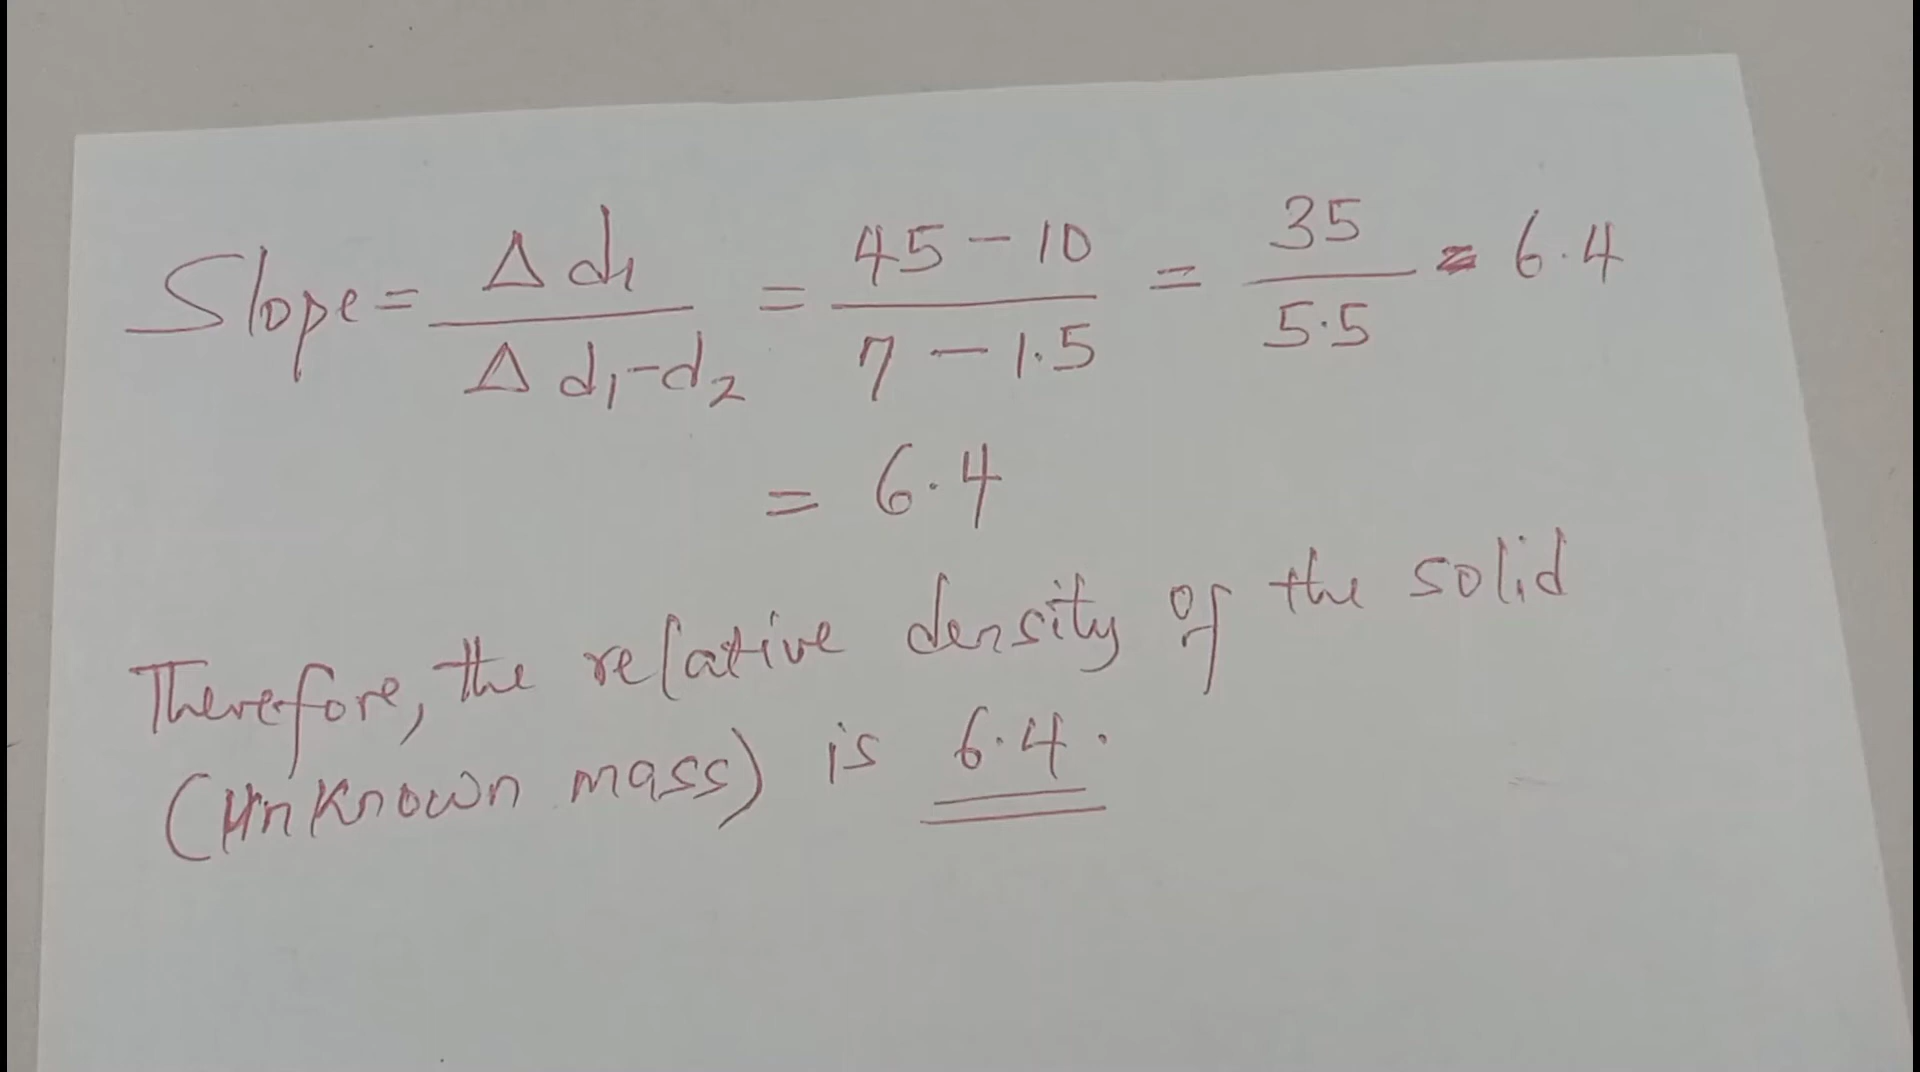 Slope = Δd₁ / Δd₁-d₂ = 45 - 10 / 7 - 1.5 = 35 / 5.5 = 6.4
= 6.4
Therefore, the relative density of the solid
(Unknown mass) is 6.4.